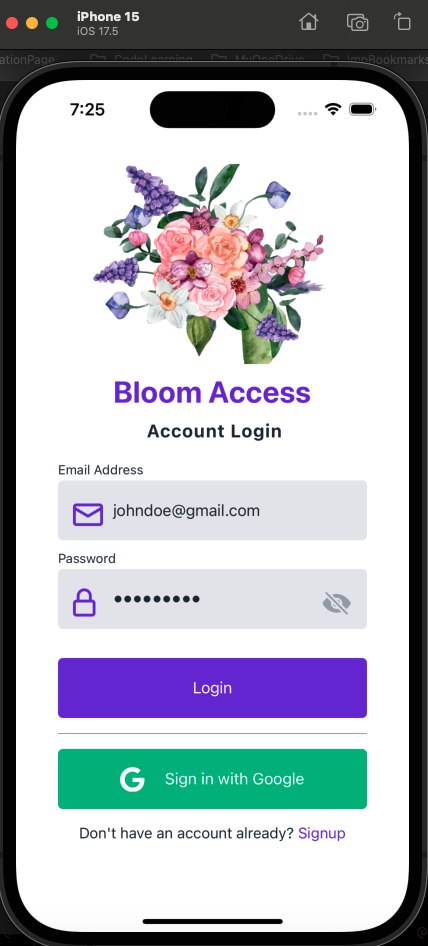 iPhone 15
iOS 17.5
ationPage
CodeLearning
MyOneDrive
ImpBookmarks
7:25
Bloom Access
Account Login
Email Address
johndoe@gmail.com
Password
•••••••••
Login
G Sign in with Google
Don't have an account already? Signup